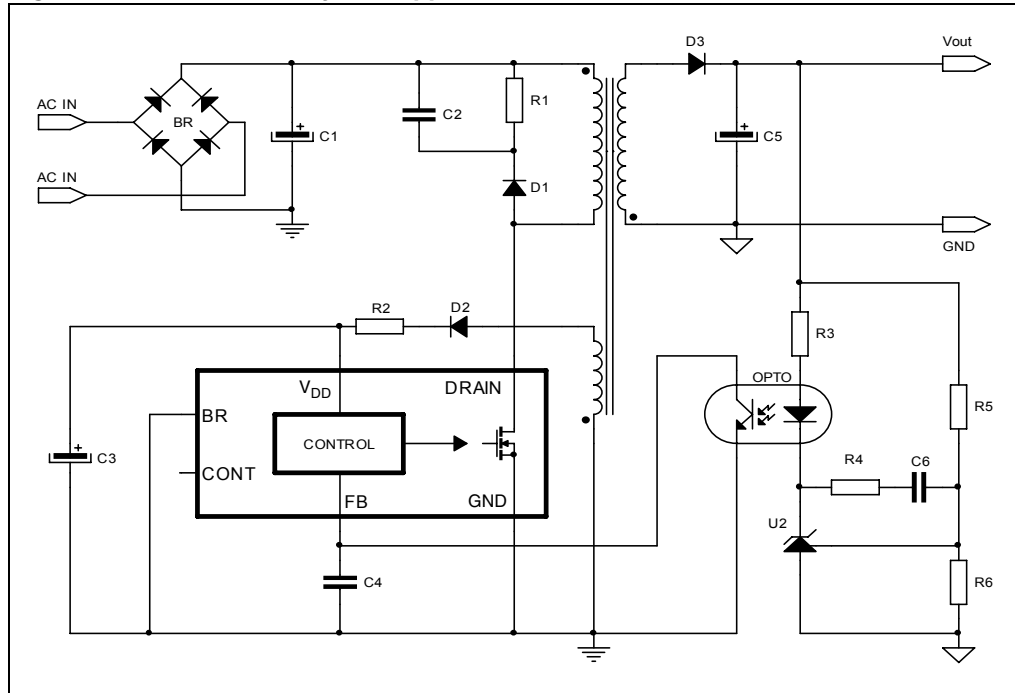 D3
Vout
AC IN
BR
C1
C2
R1
C5
AC IN
D1
GND
R2
D2
R3
VDD
DRAIN
OPTO
BR
R5
CONTROL
C3
CONT
R4
C6
FB
GND
U2
C4
R6